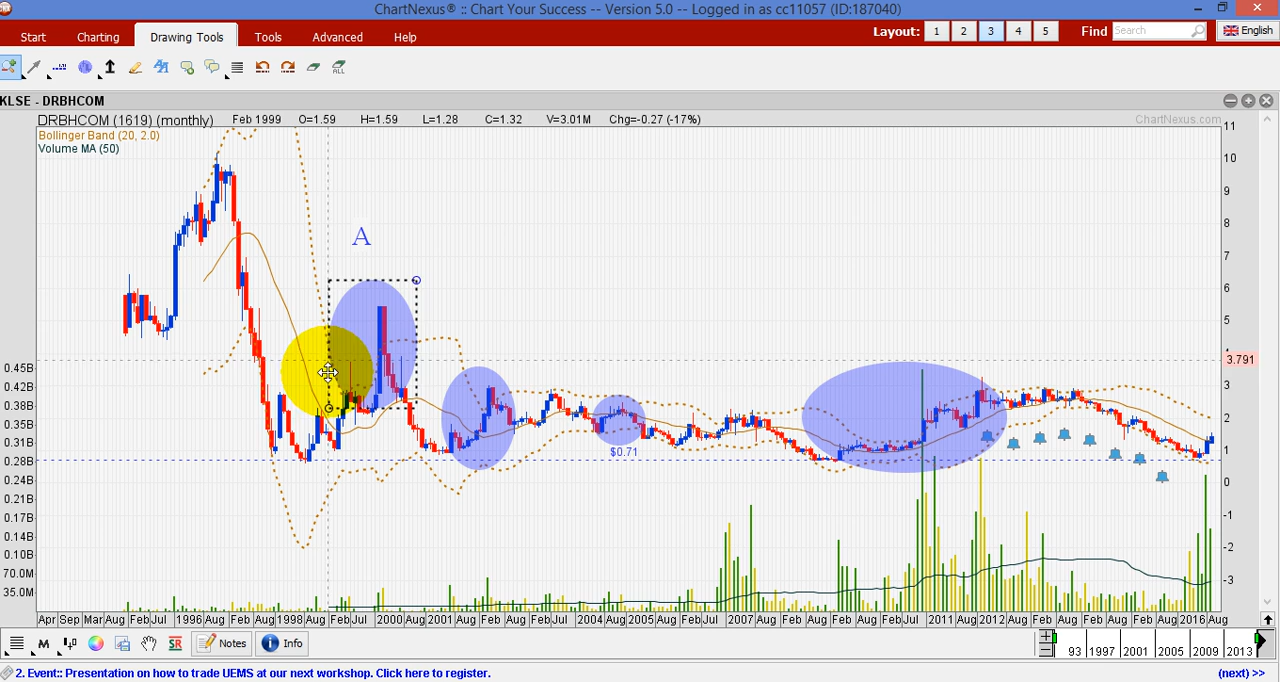 ChartNexus® :: Chart Your Success -- Version 5.0 -- Logged in as cc11057 (ID:187040)
Start Charting Drawing Tools Tools Advanced Help Layout: 1 2 3 4 5 Find Search English
ALL
KLSE - DRBHCOM
DRBHCOM (1619) (monthly) Feb 1999 O=1.59 H=1.59 L=1.28 C=1.32 V=3.01M Chg=-0.27 (-17%) ChartNexus.com
Bollinger Band (20, 2.0)
Volume MA (50)
11
10
9
8
A
7
6
5
3.791
0.45B
0.42B 3
0.38B
0.35B 2
0.31B
$0.71 1
0.28B
0.24B 0
0.21B
0.17B -1
0.14B
0.10B -2
70.0M -3
35.0M
Apr Sep Mar Aug 1996 Feb Jul 1998 Aug Feb Jul 2000 Aug 2001 Aug Feb Jul 2004 Aug 2005 Feb Jul 2007 Aug Feb Aug Feb Jul 2011 Aug 2012 Aug Feb Aug Feb Aug Feb Aug 2016 Aug
M SR Notes Info 93 1997 2001 2005 2009 2013
2. Event:: Presentation on how to trade UEMS at our next workshop. Click here to register. (next) >>